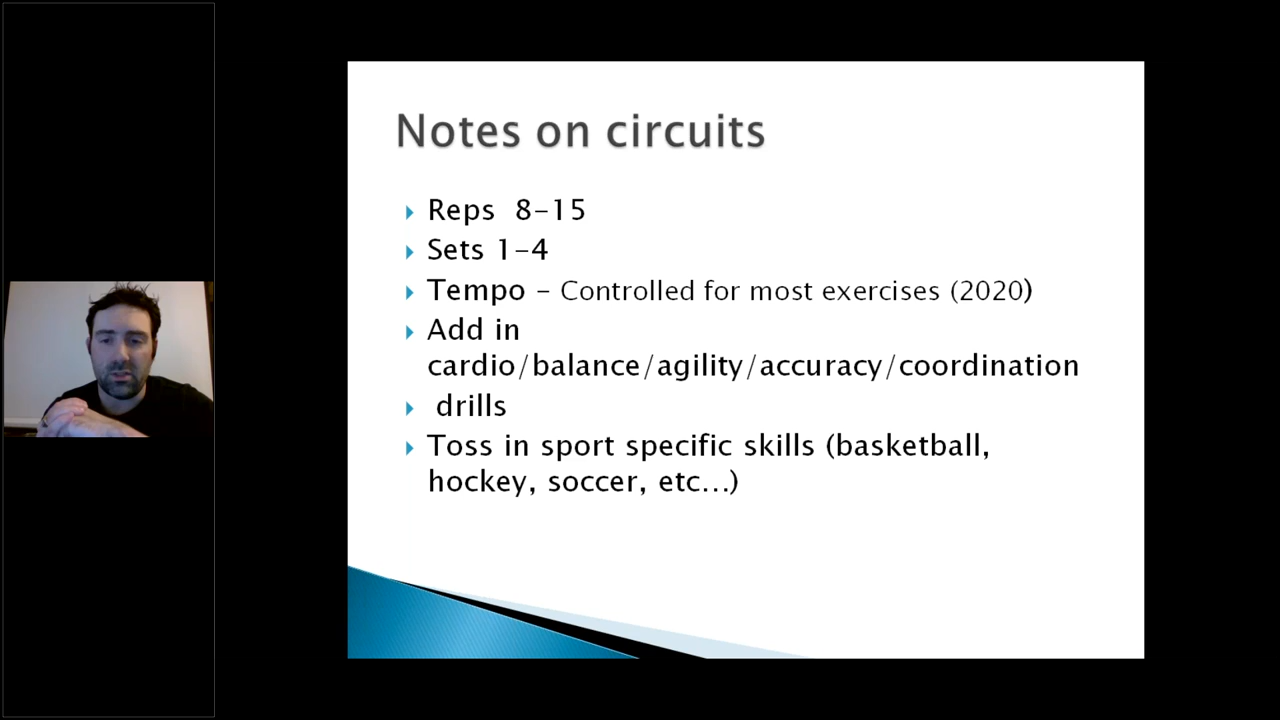 Notes on circuits
Reps 8-15
Sets 1-4
Tempo - Controlled for most exercises (2020)
Add in
cardio/balance/agility/accuracy/coordination
drills
Toss in sport specific skills (basketball,
hockey, soccer, etc…)